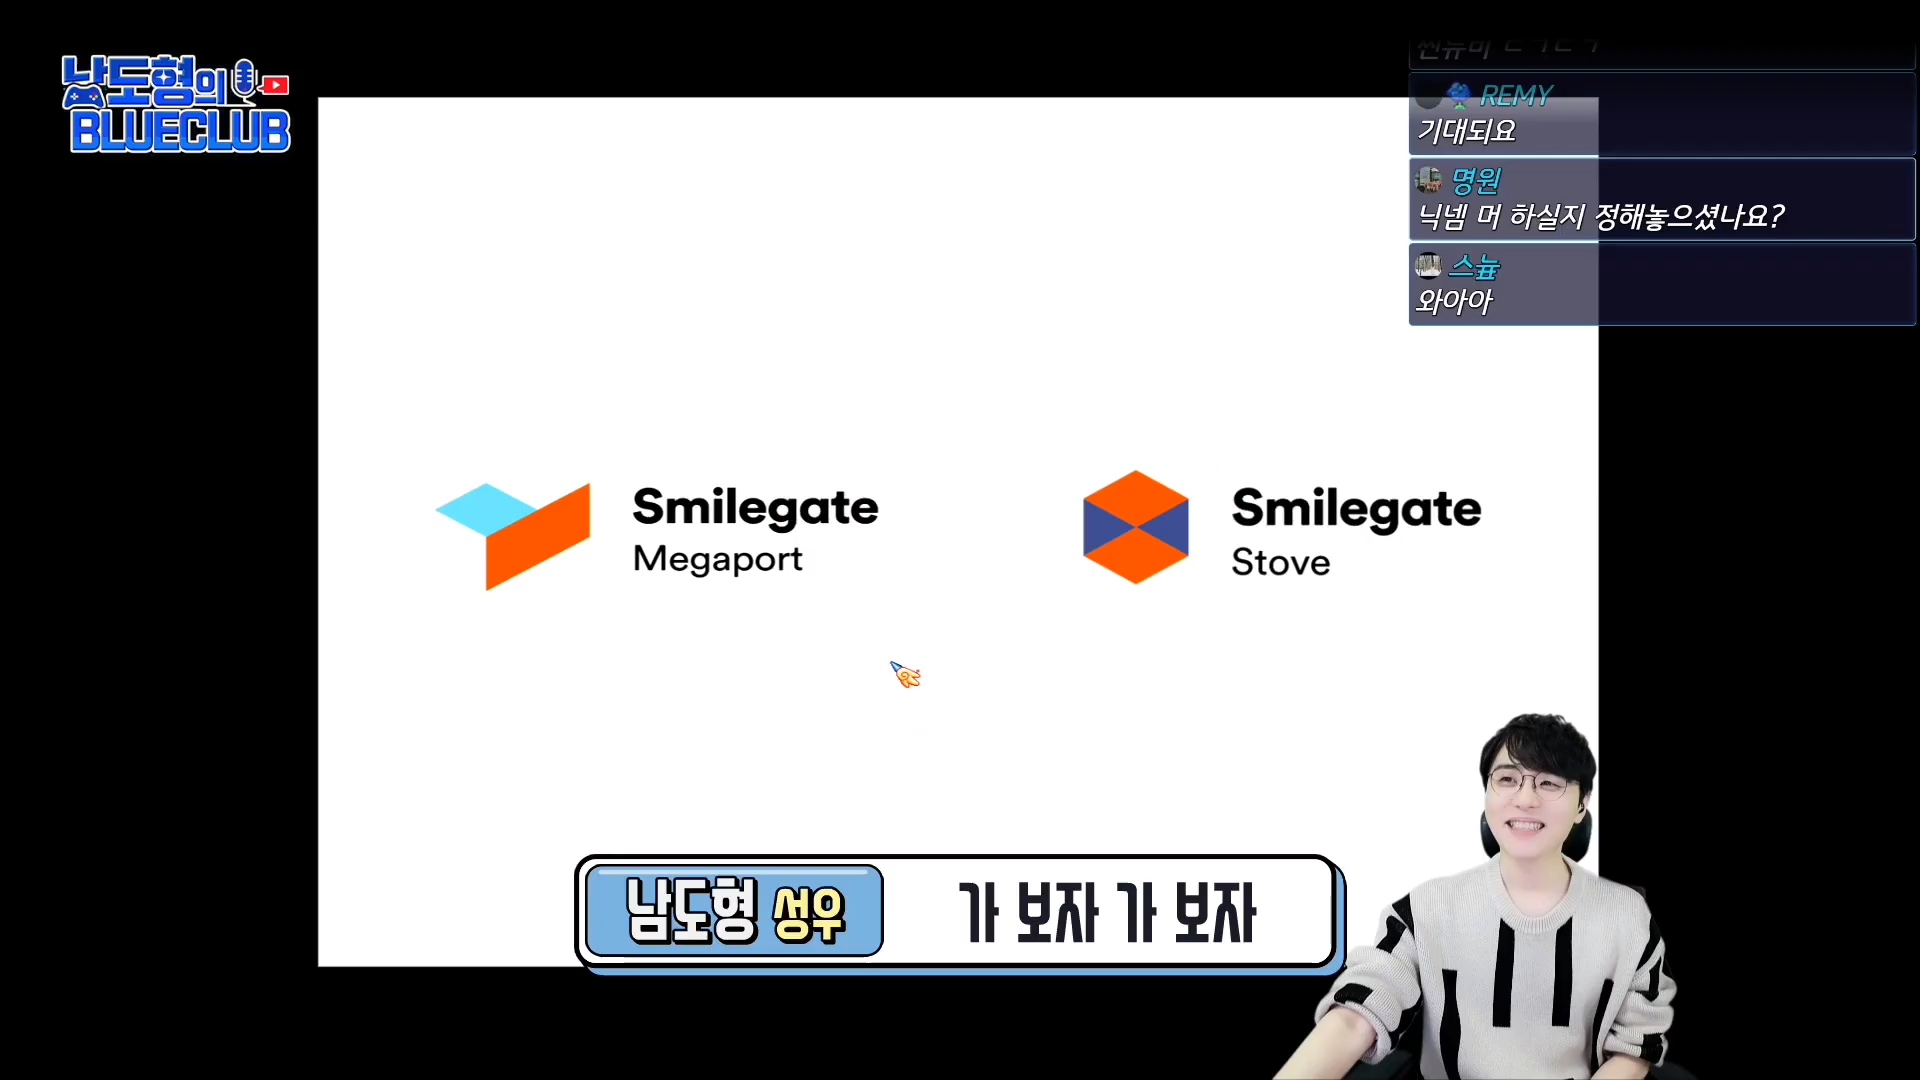 남도형의
BLUECLUB
REMY
기대되요
명원
닉넴 머 하실지 정해놓으셨나요?
스늎
와아아
Smilegate
Megaport
Smilegate
Stove
남도형 성우
가 보자 가 보자